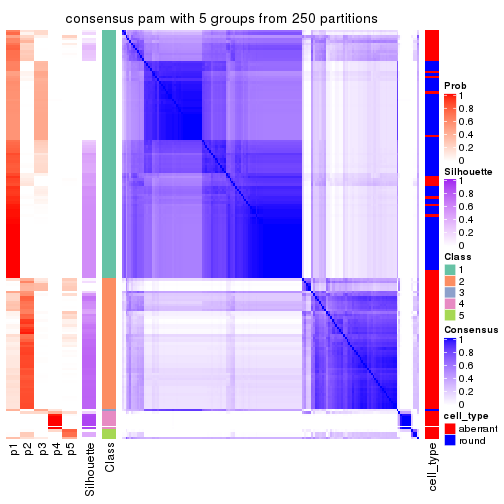 consensus pam with 5 groups from 250 partitions
Prob
1
0.8
0.6
0.4
0.2
0
Silhouette
1
0.8
0.6
0.4
0.2
0
Class
1
2
3
4
5
Consensus
1
0.8
0.6
0.4
0.2
0
cell_type
aberrant
round
p1
p2
p3
p4
p5
Silhouette
Class
cell_type